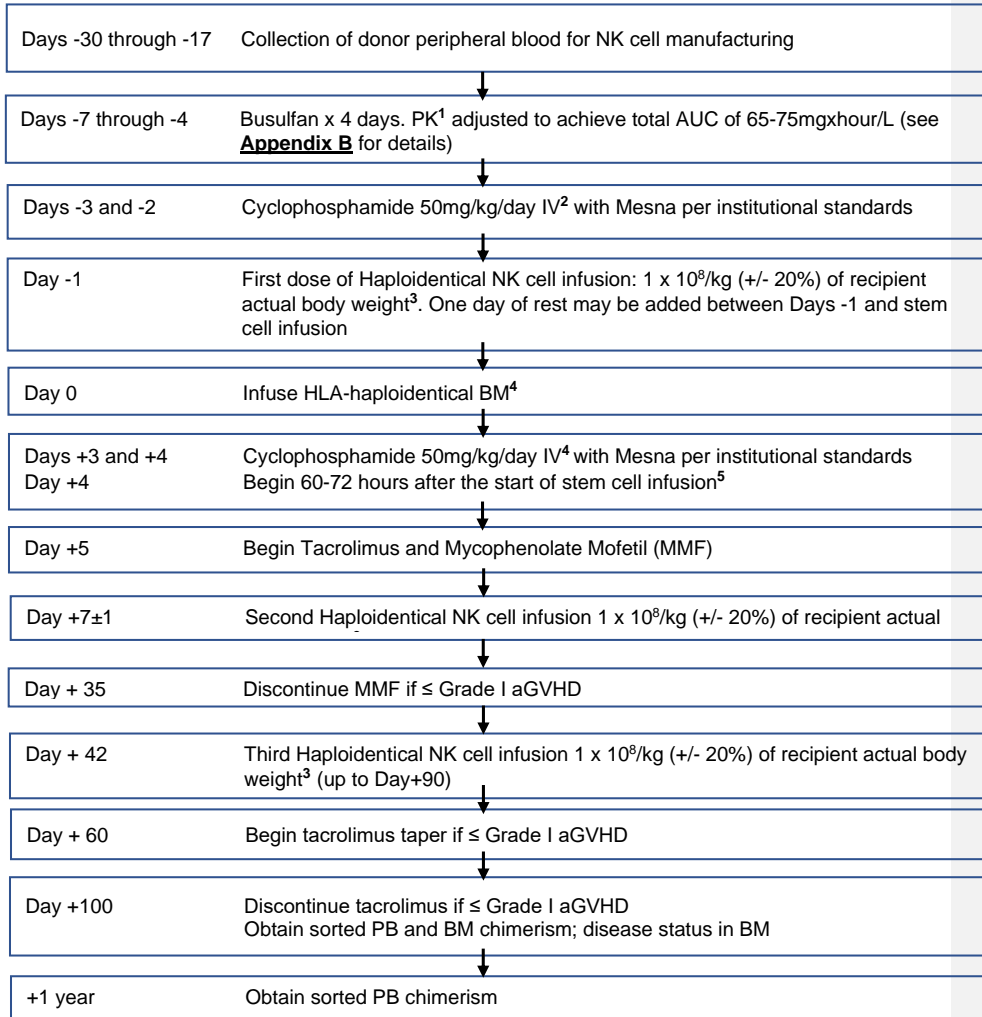 Days -30 through -17 Collection of donor peripheral blood for NK cell manufacturing
Days -7 through -4 Busulfan x 4 days. PK¹ adjusted to achieve total AUC of 65-75mgxhour/L (see
Appendix B for details)
Days -3 and -2 Cyclophosphamide 50mg/kg/day IV² with Mesna per institutional standards
Day -1 First dose of Haploidentical NK cell infusion: 1 x 10⁸/kg (+/- 20%) of recipient
actual body weight³. One day of rest may be added between Days -1 and stem
cell infusion
Day 0 Infuse HLA-haploidentical BM⁴
Days +3 and +4 Cyclophosphamide 50mg/kg/day IV⁴ with Mesna per institutional standards
Day +4 Begin 60-72 hours after the start of stem cell infusion⁵
Day +5 Begin Tacrolimus and Mycophenolate Mofetil (MMF)
Day +7±1 Second Haploidentical NK cell infusion 1 x 10⁸/kg (+/- 20%) of recipient actual
Day + 35 Discontinue MMF if ≤ Grade I aGVHD
Day + 42 Third Haploidentical NK cell infusion 1 x 10⁸/kg (+/- 20%) of recipient actual body
weight³ (up to Day+90)
Day + 60 Begin tacrolimus taper if ≤ Grade I aGVHD
Day +100 Discontinue tacrolimus if ≤ Grade I aGVHD
Obtain sorted PB and BM chimerism; disease status in BM
+1 year Obtain sorted PB chimerism